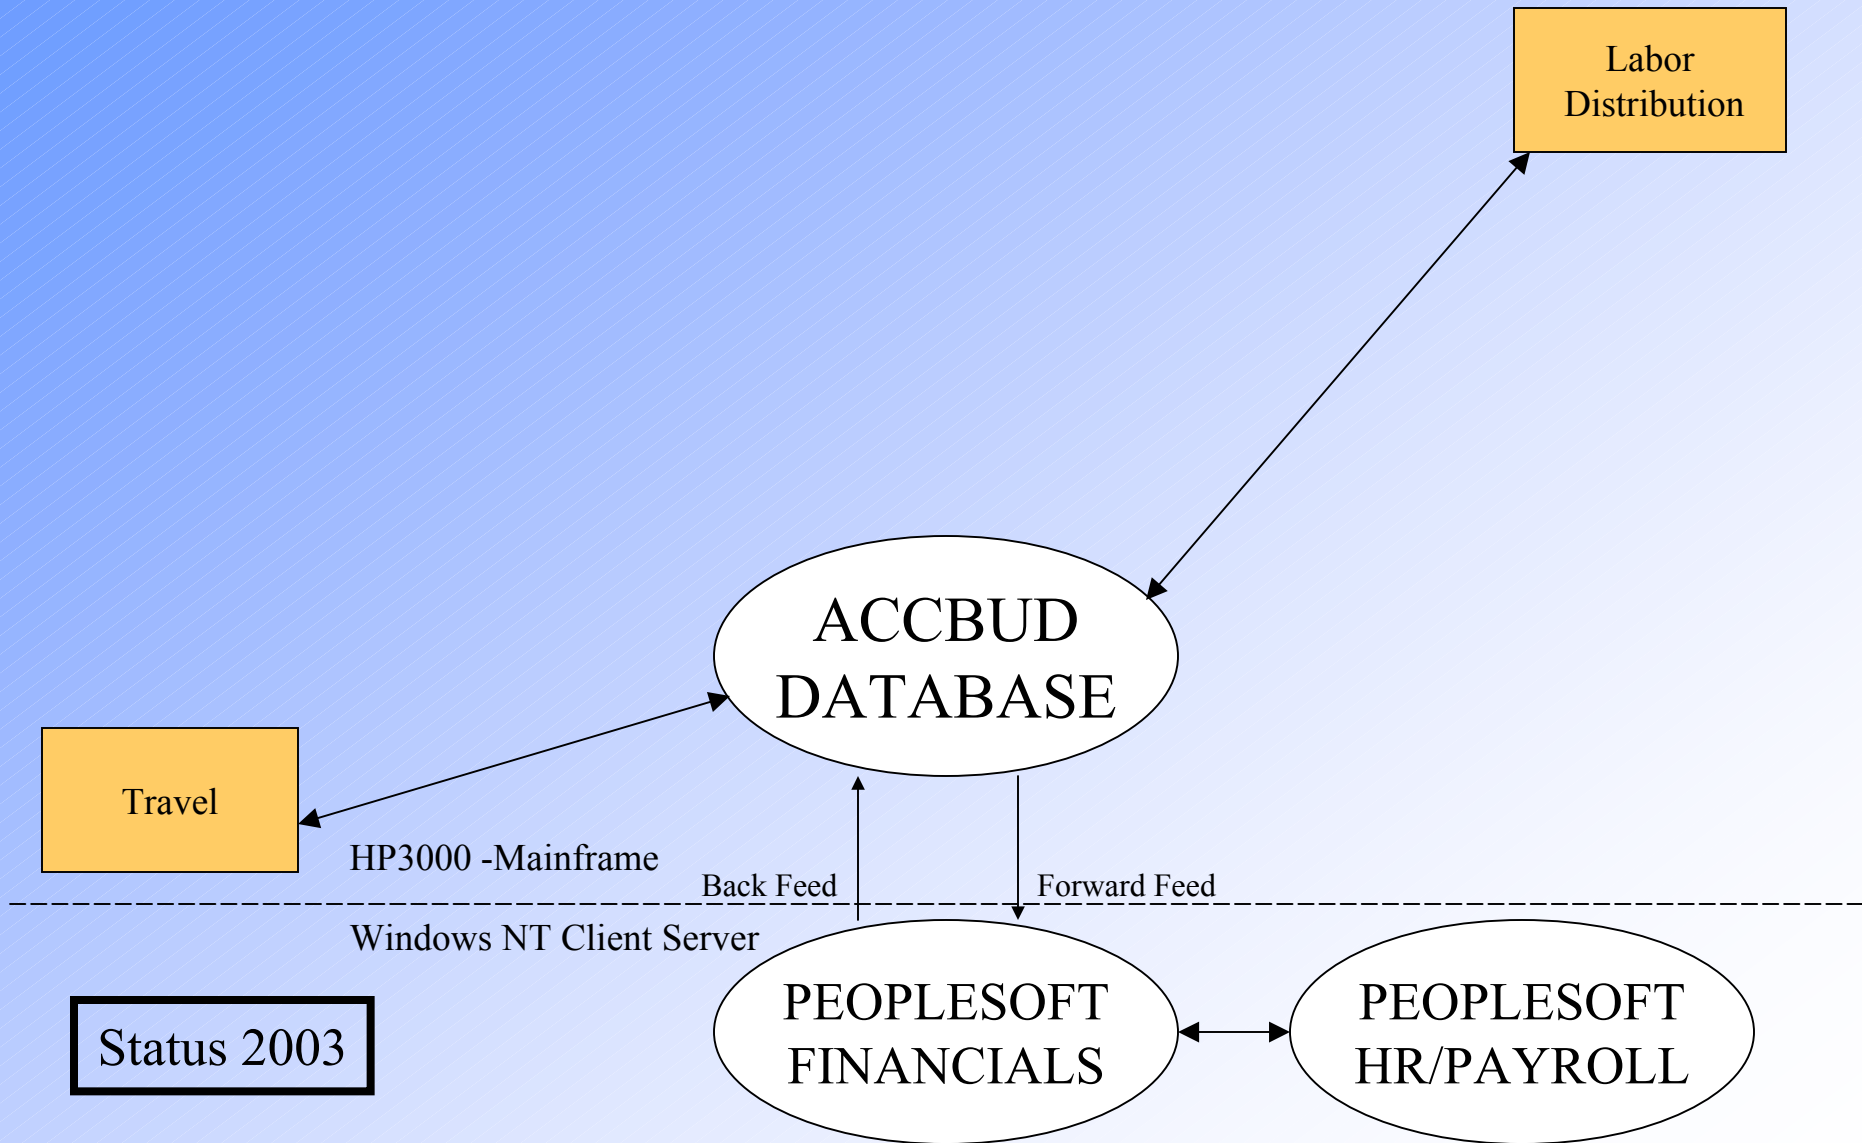 Labor
Distribution
ACCBUD
DATABASE
Travel
HP3000 -Mainframe
Back Feed
Forward Feed
Windows NT Client Server
PEOPLESOFT
FINANCIALS
PEOPLESOFT
HR/PAYROLL
Status 2003